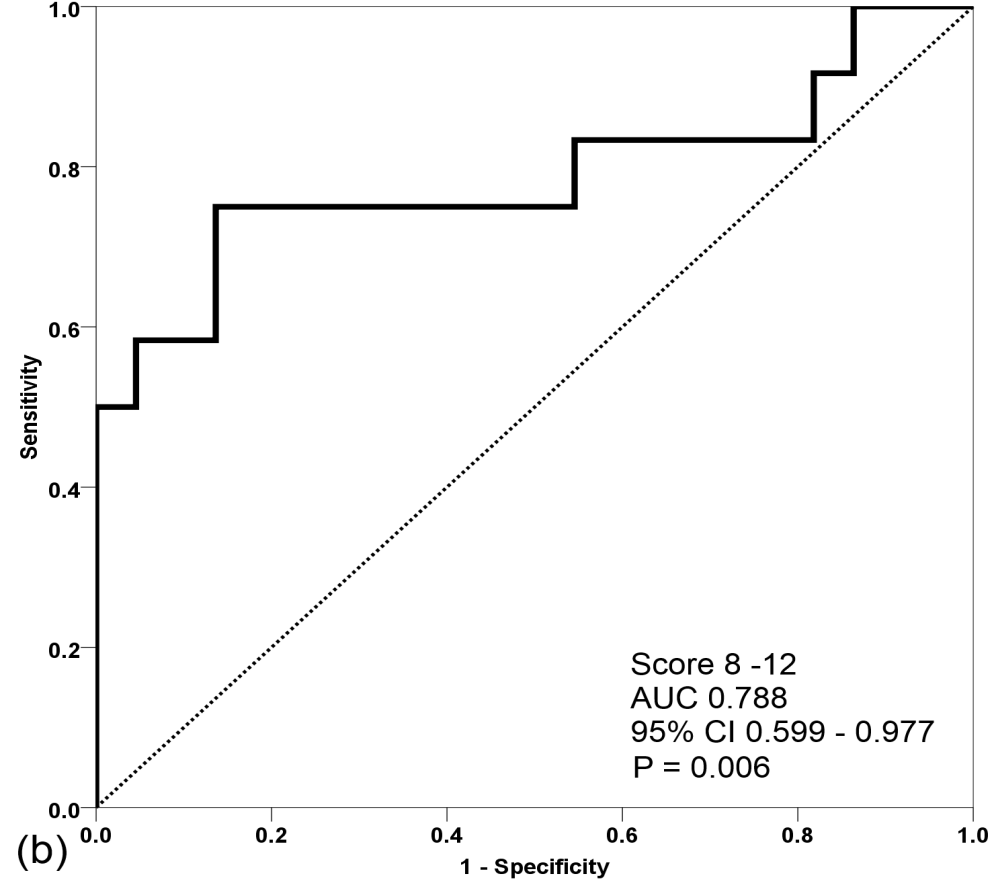 1.0
0.8
0.6
0.4
0.2
0.0
Sensitivity
Score 8 -12
AUC 0.788
95% CI 0.599 - 0.977
P = 0.006
0.0 0.2 0.4 0.6 0.8 1.0
(b)
1 - Specificity